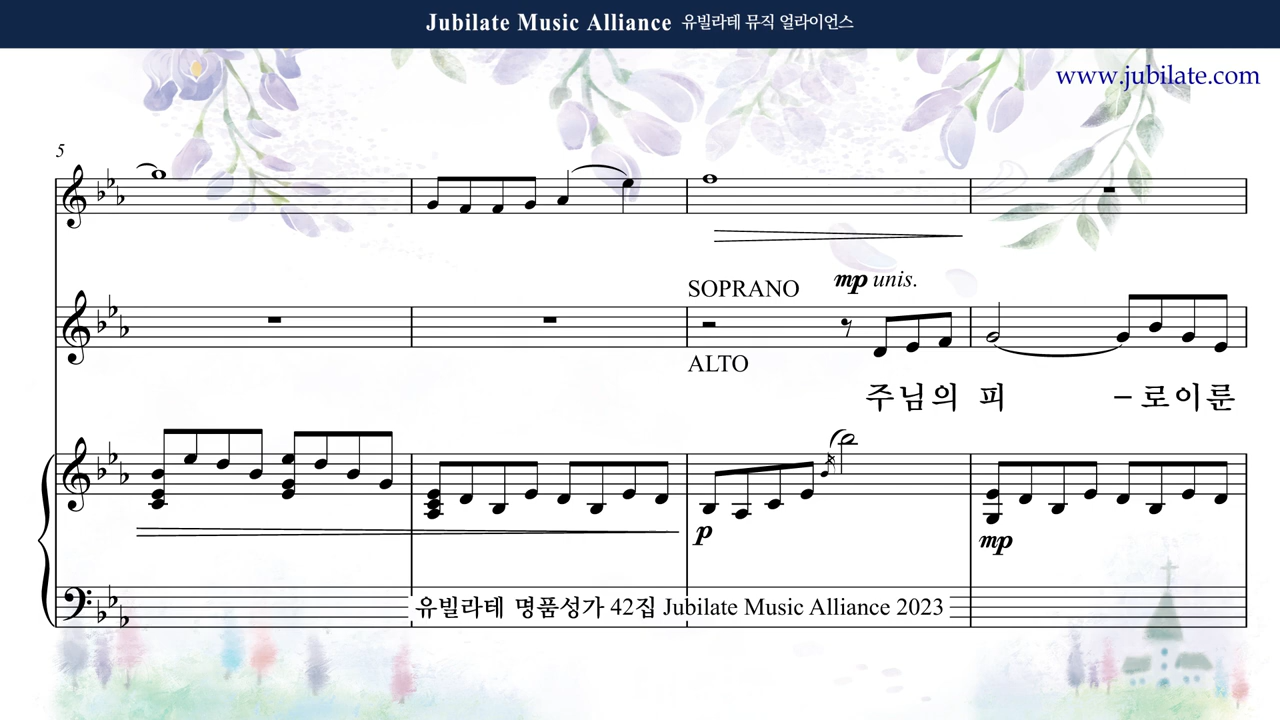 Jubilate Music Alliance 유빌라테 뮤직 얼라이언스
www.jubilate.com
5
SOPRANO
mp unis.
ALTO
주님의 피 – 로이룬
p
mp
유빌라테 명품성가 42집 Jubilate Music Alliance 2023